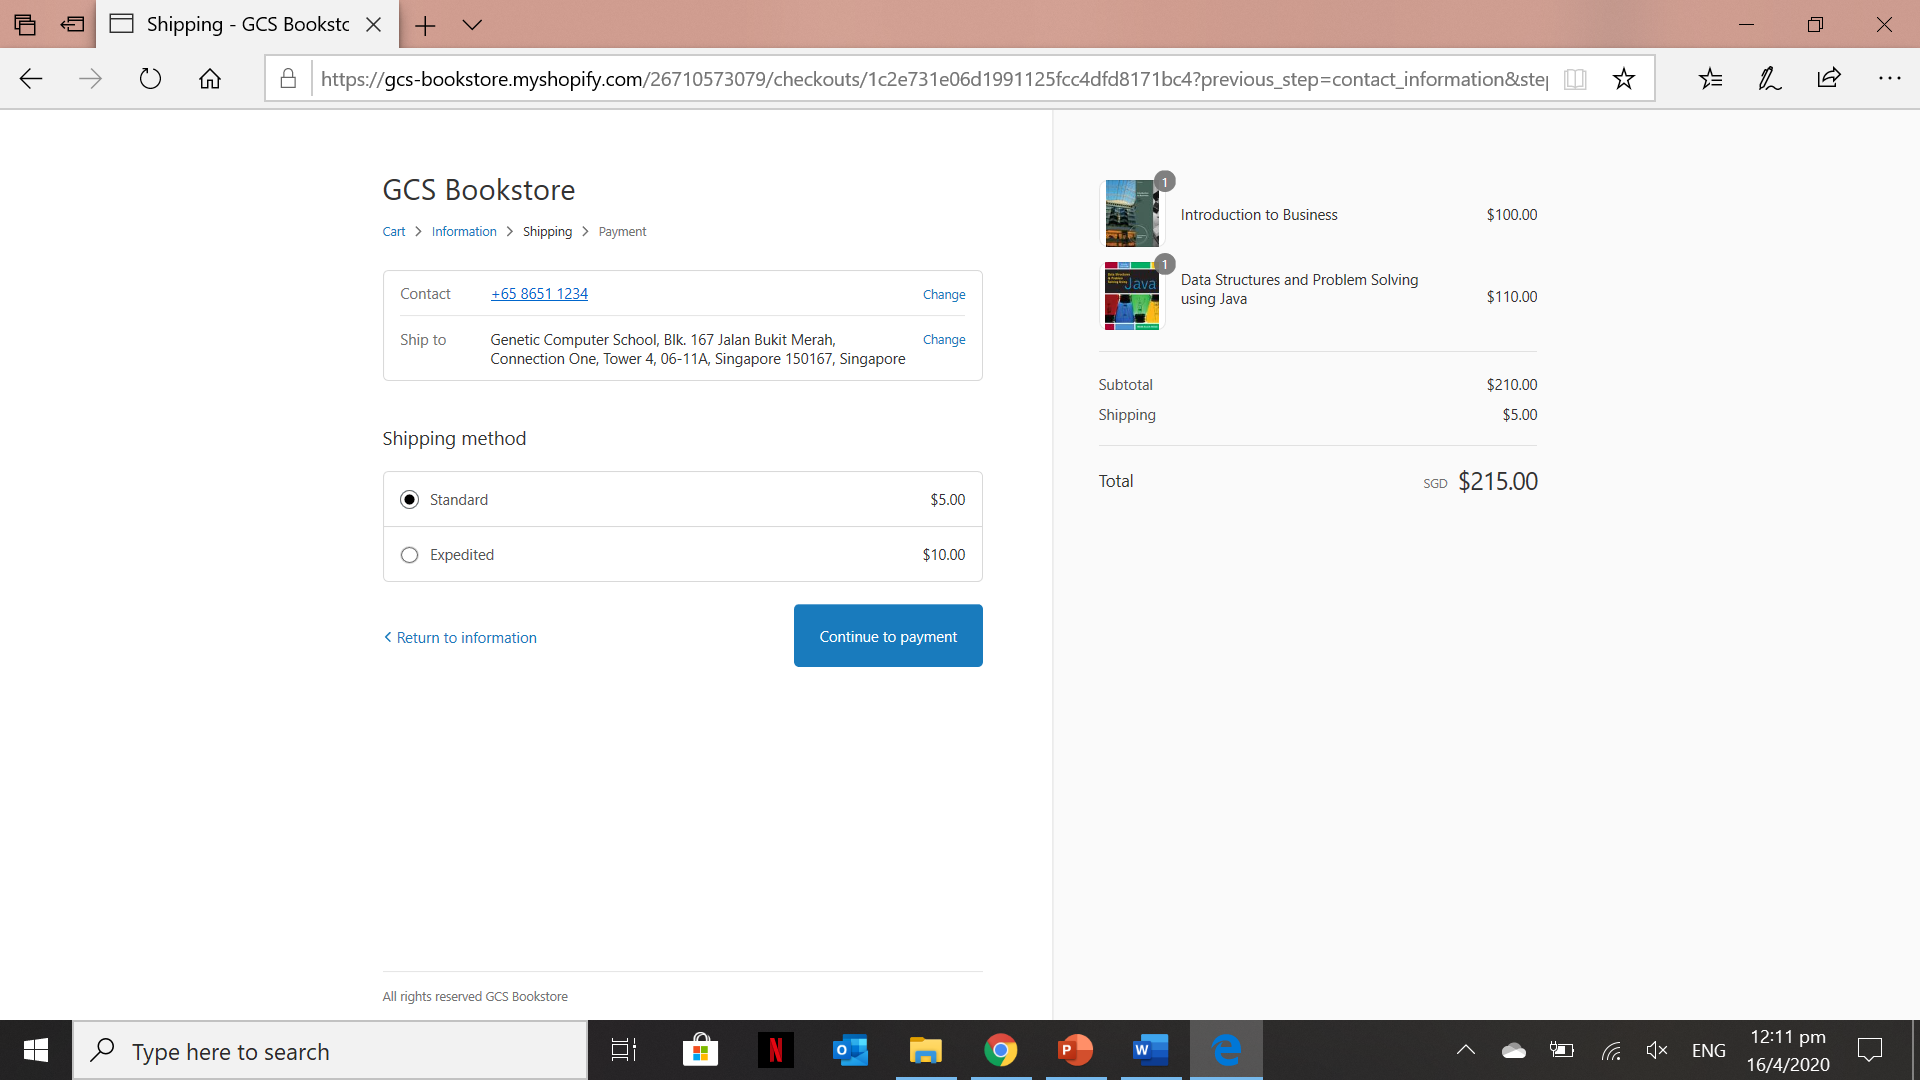 Shipping - GCS Bookstc
https://gcs-bookstore.myshopify.com/26710573079/checkouts/1c2e731e06d1991125fcc4dfd8171bc4?previous_step=contact_information&step
GCS Bookstore
Cart > Information > Shipping > Payment
Contact +65 8651 1234 Change
Ship to Genetic Computer School, Blk. 167 Jalan Bukit Merah, Change
Connection One, Tower 4, 06-11A, Singapore 150167, Singapore
Shipping method
Standard $5.00
Expedited $10.00
< Return to information
Continue to payment
All rights reserved GCS Bookstore
1
Introduction to Business $100.00
1
Java
Data Structures and Problem Solving
using Java $110.00
Subtotal $210.00
Shipping $5.00
Total SGD $215.00
Type here to search
N
O
P
W
ENG
12:11 pm
16/4/2020